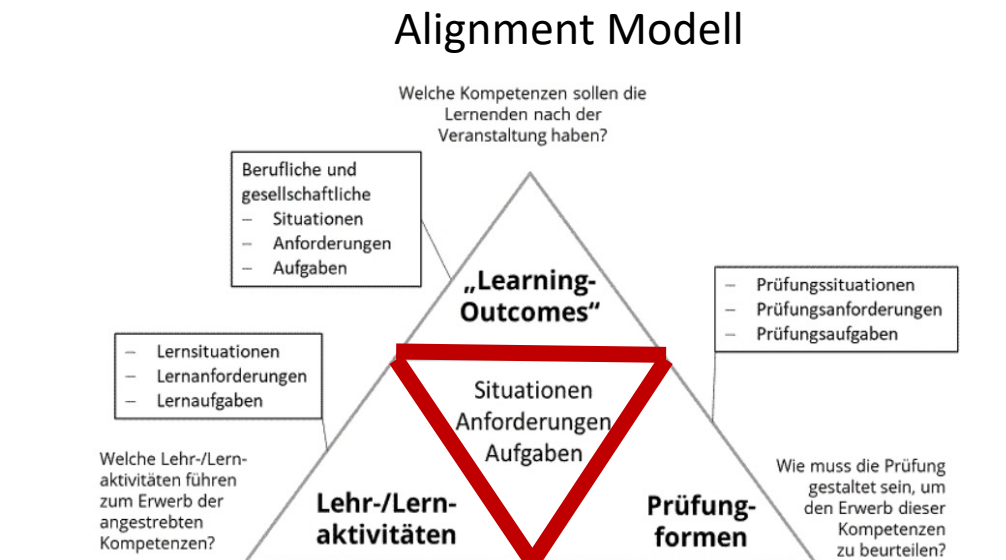 Alignment Modell
Welche Kompetenzen sollen die
Lernenden nach der
Veranstaltung haben?
Berufliche und
gesellschaftliche
– Situationen
– Anforderungen
– Aufgaben
„Learning-
Outcomes“
– Prüfungssituationen
– Prüfungsanforderungen
– Prüfungsaufgaben
– Lernsituationen
– Lernanforderungen
– Lernaufgaben
Situationen
Anforderungen
Aufgaben
Welche Lehr-/Lern-
aktivitäten führen
zum Erwerb der
angestrebten
Kompetenzen?
Lehr-/Lern-
aktivitäten
Prüfung-
formen
Wie muss die Prüfung
gestaltet sein, um
den Erwerb dieser
Kompetenzen
zu beurteilen?